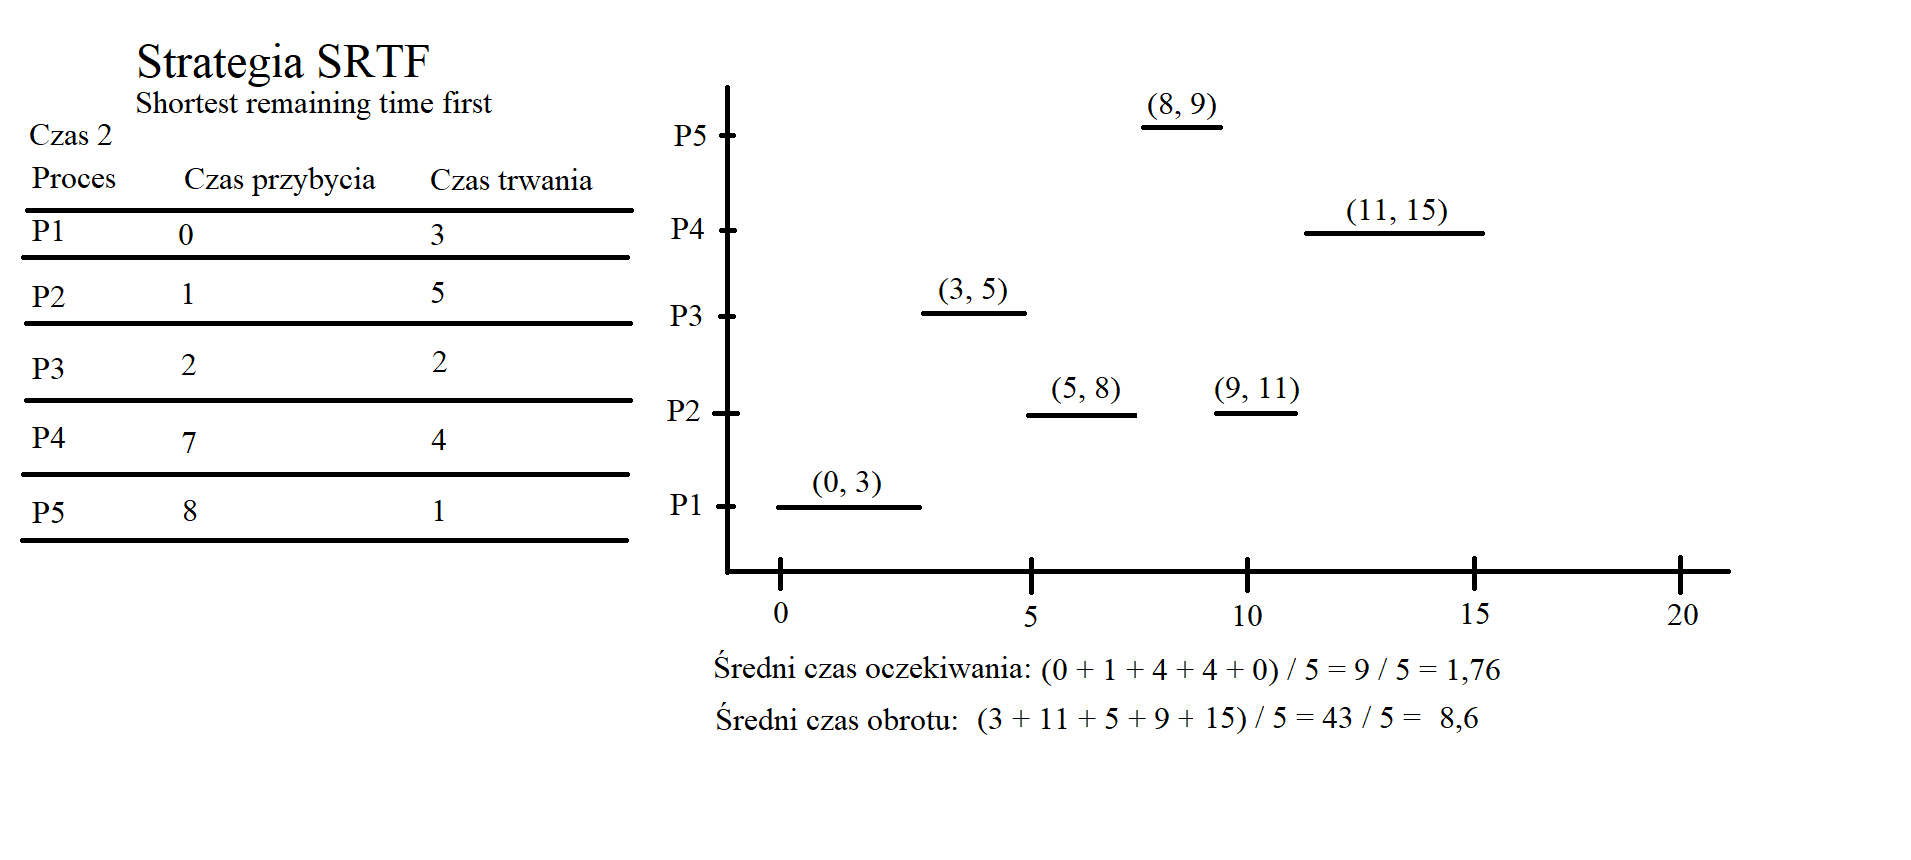 Strategia SRTF
Shortest remaining time first
Czas 2
Proces Czas przybycia Czas trwania
P1 0 3
P2 1 5
P3 2 2
P4 7 4
P5 8 1
(8, 9)
P5
(11, 15)
P4
(3, 5)
P3
(5, 8) (9, 11)
P2
(0, 3)
P1
0 5 10 15 20
Średni czas oczekiwania: (0 + 1 + 4 + 4 + 0) / 5 = 9 / 5 = 1,76
Średni czas obrotu: (3 + 11 + 5 + 9 + 15) / 5 = 43 / 5 = 8,6